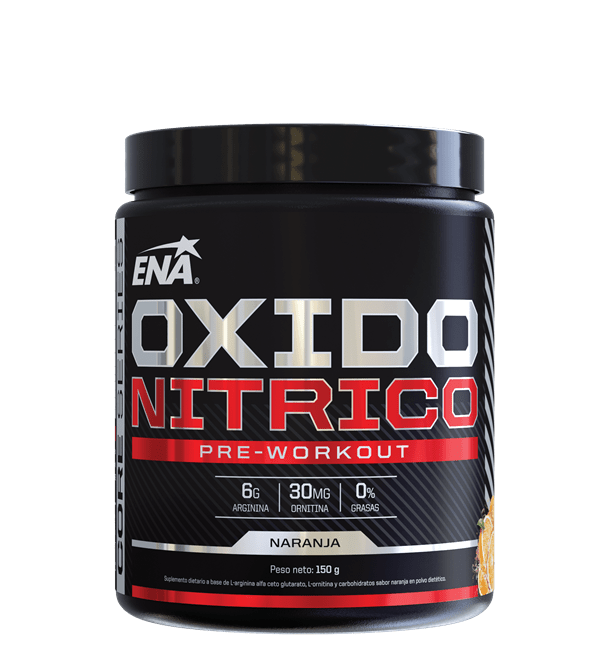 CORE SERIES
ENA®
OXIDO
NITRICO
PRE-WORKOUT
6G
ARGININA
30MG
ORNITINA
0%
GRASAS
NARANJA
Peso neto: 150 g
Suplemento dietario a base de L-arginina alfa ceto glutarato, L-ornitina y carbohidratos sabor naranja en polvo dietético.